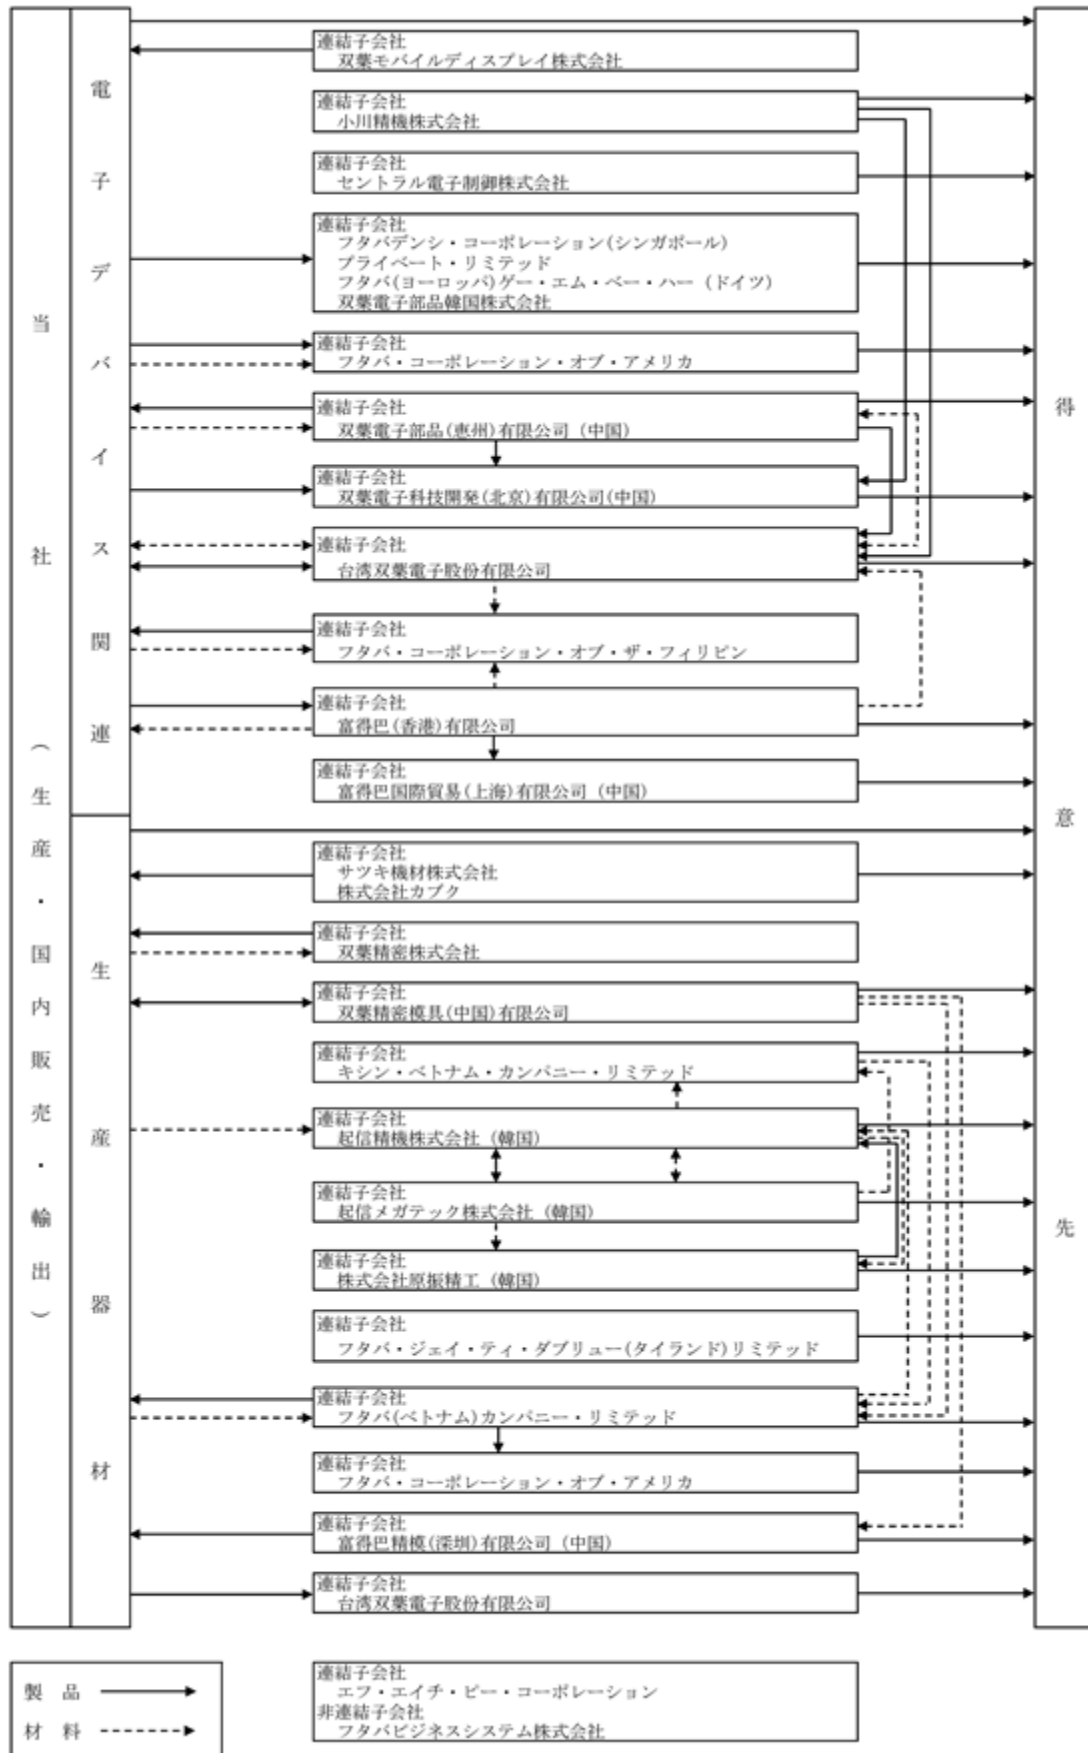 当社（生産・国内販売・輸出）
電子デバイス関連
連結子会社
双葉モバイルディスプレイ株式会社
連結子会社
小川精機株式会社
連結子会社
セントラル電子制御株式会社
連結子会社
フタバデンシ・コーポレーション(シンガポール)
プライベート・リミテッド
フタバ(ヨーロッパ)ゲー・エム・ベー・ハー（ドイツ）
双葉電子部品韓国株式会社
連結子会社
フタバ・コーポレーション・オブ・アメリカ
連結子会社
双葉電子部品(恵州)有限公司（中国）
連結子会社
双葉電子科技開発(北京)有限公司(中国)
連結子会社
台湾双葉電子股份有限公司
連結子会社
フタバ・コーポレーション・オブ・ザ・フィリピン
連結子会社
富得巴(香港)有限公司
連結子会社
富得巴国際貿易(上海)有限公司（中国）
生産器材
連結子会社
サツキ機材株式会社
株式会社カブク
連結子会社
双葉精密株式会社
連結子会社
双葉精密模具(中国)有限公司
連結子会社
キシン・ベトナム・カンパニー・リミテッド
連結子会社
起信精機株式会社（韓国）
連結子会社
起信メガテック株式会社（韓国）
連結子会社
株式会社原振精工（韓国）
連結子会社
フタバ・ジェイ・ティ・ダブリュー(タイランド)リミテッド
連結子会社
フタバ(ベトナム)カンパニー・リミテッド
連結子会社
フタバ・コーポレーション・オブ・アメリカ
連結子会社
富得巴精模(深圳)有限公司（中国）
連結子会社
台湾双葉電子股份有限公司
得意先
製品
材料
連結子会社
エフ・エイチ・ピー・コーポレーション
非連結子会社
フタバビジネスシステム株式会社